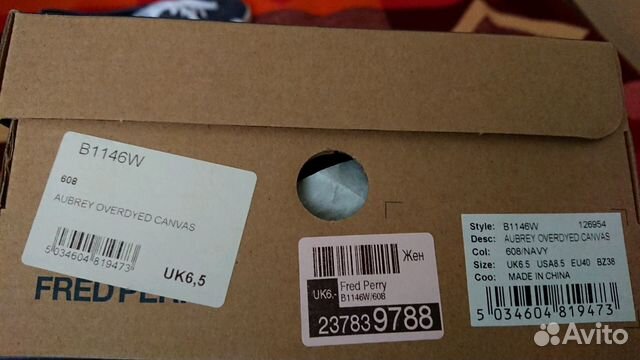 B1146W
608
AUBREY OVERDYED CANVAS
5 034604 819473
UK6,5
FRED PER
Жен
UK6,-
Fred Perry
B1146W/608
237839788
Style: B1146W 126954
Desc: AUBREY OVERDYED CANVAS
Col: 608/NAVY
Size: UK6.5 USA8.5 EU40 BZ38
Coo: MADE IN CHINA
5 034604 819473
Avito